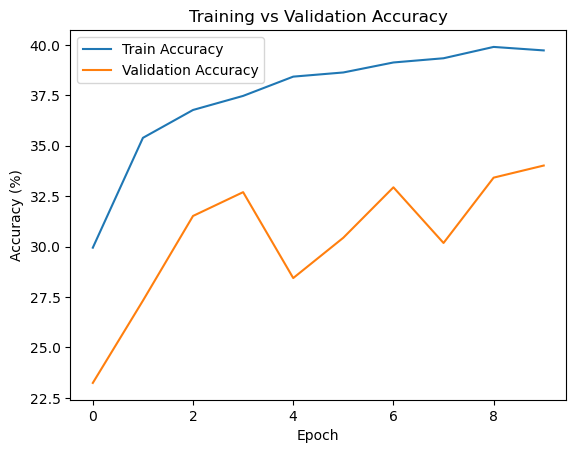 Training vs Validation Accuracy
Train Accuracy
Validation Accuracy
40.0
37.5
35.0
32.5
30.0
27.5
25.0
22.5
Accuracy (%)
0 2 4 6 8
Epoch